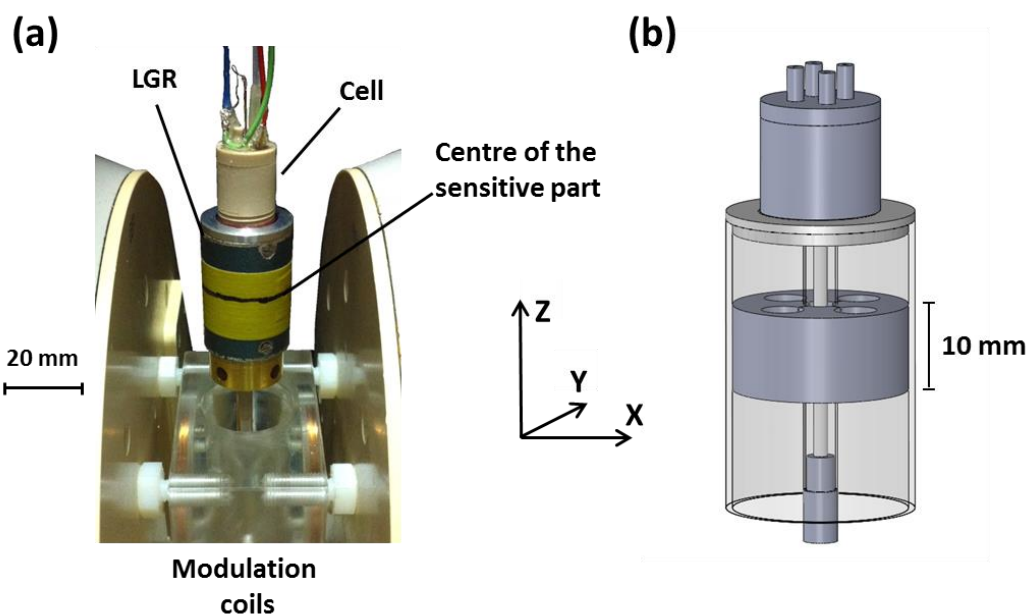 (a)
(b)
LGR
Cell
Centre of the
sensitive part
20 mm
Z
Y
X
10 mm
Modulation
coils